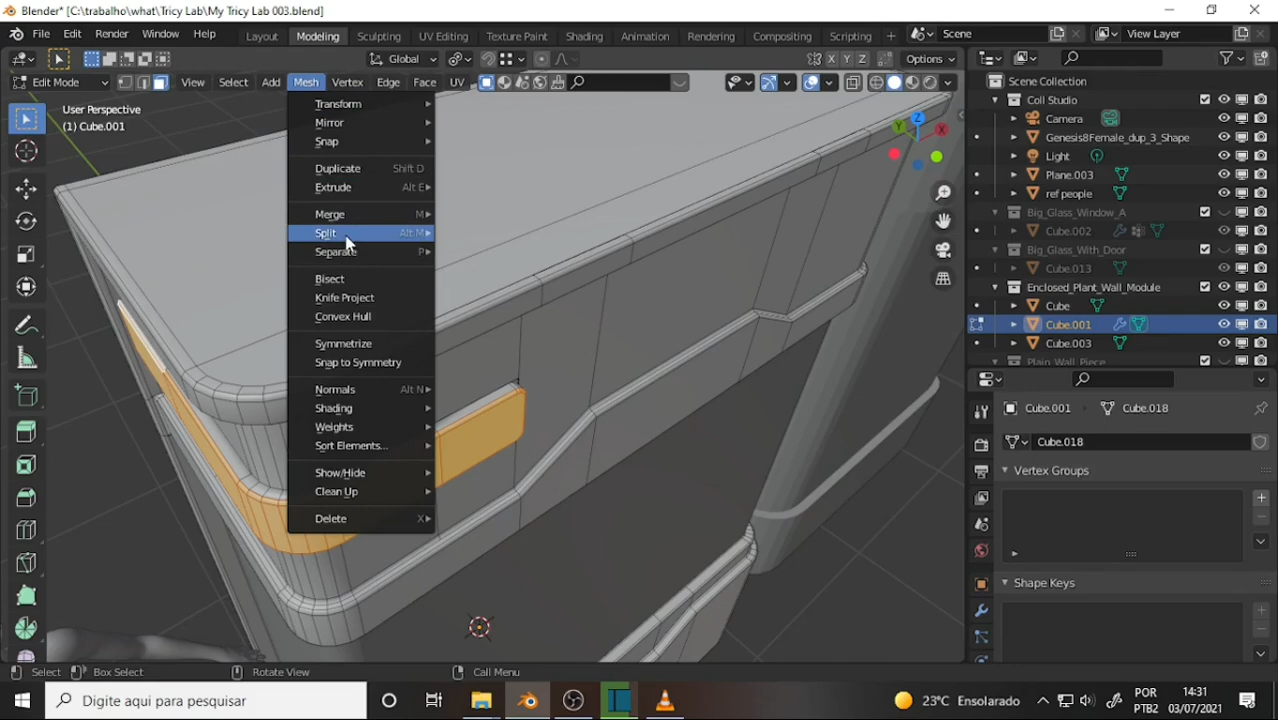 Blender* [C:\trabalho\what\Tricy Lab\My Tricy Lab 003.blend]
File Edit Render Window Help Layout Modeling Sculpting UV Editing Texture Paint Shading Animation Rendering Compositing Scripting + Scene View Layer
Global X Y Z Options
Edit Mode View Select Add Mesh Vertex Edge Face UV
User Perspective
(1) Cube.001
Transform
Mirror
Snap
Duplicate Shift D
Extrude Alt E
Merge M
Split Alt M
Separate P
Bisect
Knife Project
Convex Hull
Symmetrize
Snap to Symmetry
Normals Alt N
Shading
Weights
Sort Elements...
Show/Hide
Clean Up
Delete X
Z
Y
X
Scene Collection
Coll Studio
Camera
Genesis8Female_dup_3_Shape
Light
Plane.003
ref people
Big_Glass_Window_A
Cube.002
Big_Glass_With_Door
Cube.013
Enclosed_Plant_Wall_Module
Cube
Cube.001
Cube.003
Plain_Wall_Piece
Cube.001 Cube.018
Cube.018
Vertex Groups
Shape Keys
Select Box Select Rotate View Call Menu
Digite aqui para pesquisar
23°C Ensolarado
POR
PTB2
14:31
03/07/2021